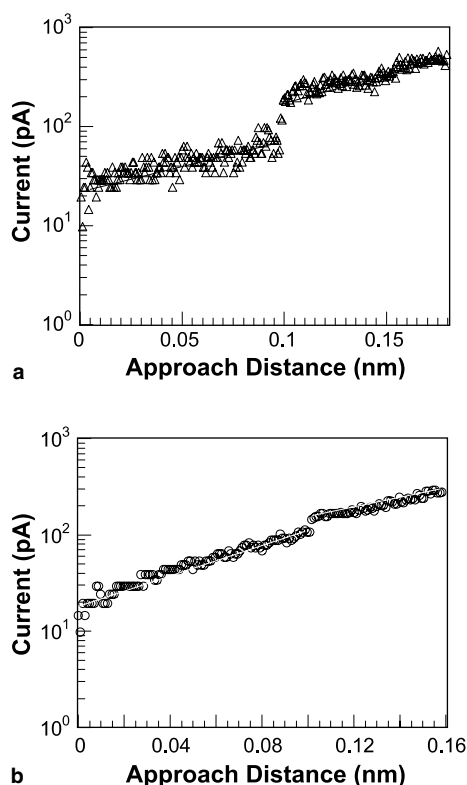 10³
10²
10¹
10⁰
Current (pA)
0 0.05 0.1 0.15
Approach Distance (nm)
a
10³
10²
10¹
10⁰
Current (pA)
0 0.04 0.08 0.12 0.16
Approach Distance (nm)
b